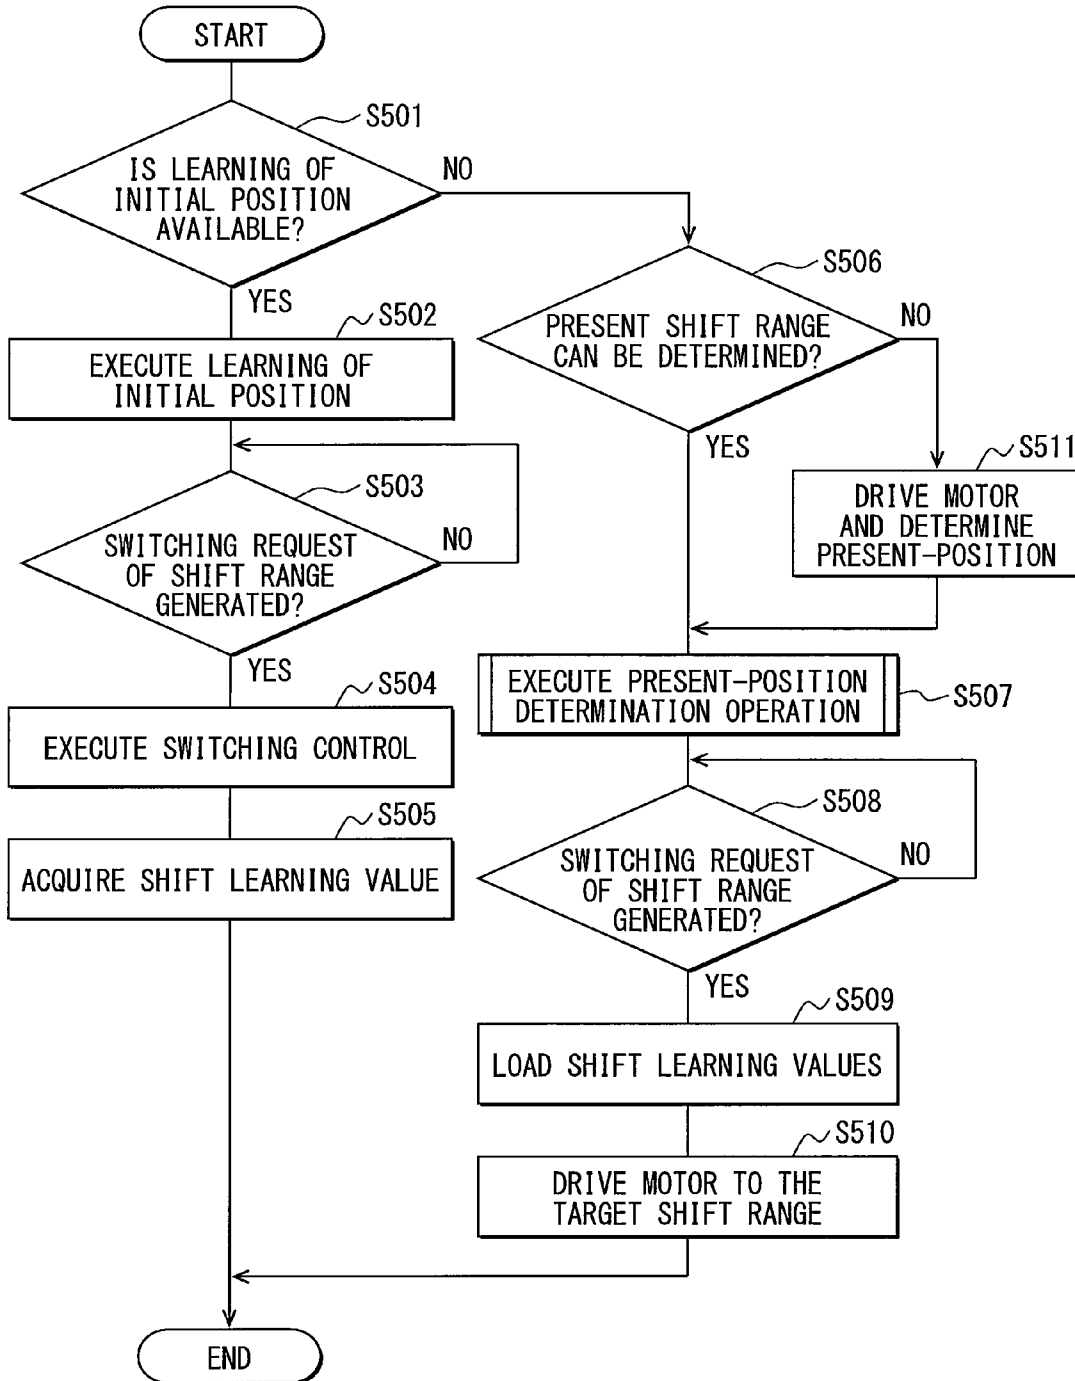 START
S501
IS LEARNING OF
INITIAL POSITION
AVAILABLE?
NO
YES
S502
EXECUTE LEARNING OF
INITIAL POSITION
S503
SWITCHING REQUEST
OF SHIFT RANGE
GENERATED?
NO
YES
S504
EXECUTE SWITCHING CONTROL
S505
ACQUIRE SHIFT LEARNING VALUE
S506
PRESENT SHIFT RANGE
CAN BE DETERMINED?
NO
YES
S511
DRIVE MOTOR
AND DETERMINE
PRESENT-POSITION
EXECUTE PRESENT-POSITION
DETERMINATION OPERATION
S507
S508
SWITCHING REQUEST
OF SHIFT RANGE
GENERATED?
NO
YES
S509
LOAD SHIFT LEARNING VALUES
S510
DRIVE MOTOR TO THE
TARGET SHIFT RANGE
END